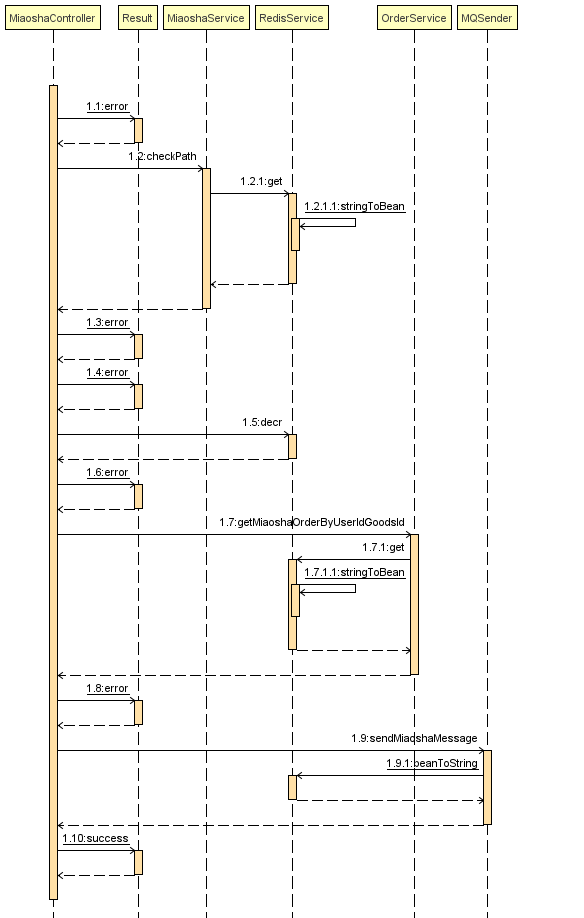 MiaoshaController
Result
MiaoshaService
RedisService
OrderService
MQSender
1.1:error
1.2:checkPath
1.2.1:get
1.2.1.1:stringToBean
1.3:error
1.4:error
1.5:decr
1.6:error
1.7:getMiaoshaOrderByUserIdGoodsId
1.7.1:get
1.7.1.1:stringToBean
1.8:error
1.9:sendMiaoshaMessage
1.9.1:beanToString
1.10:success